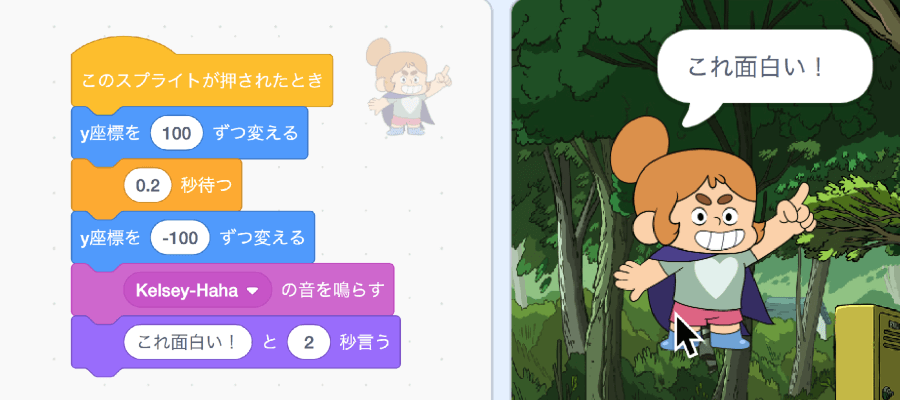 このスプライトが押されたとき
y座標を 100 ずつ変える
0.2 秒待つ
y座標を -100 ずつ変える
Kelsey-Haha の音を鳴らす
これ面白い！ と 2 秒言う
これ面白い！